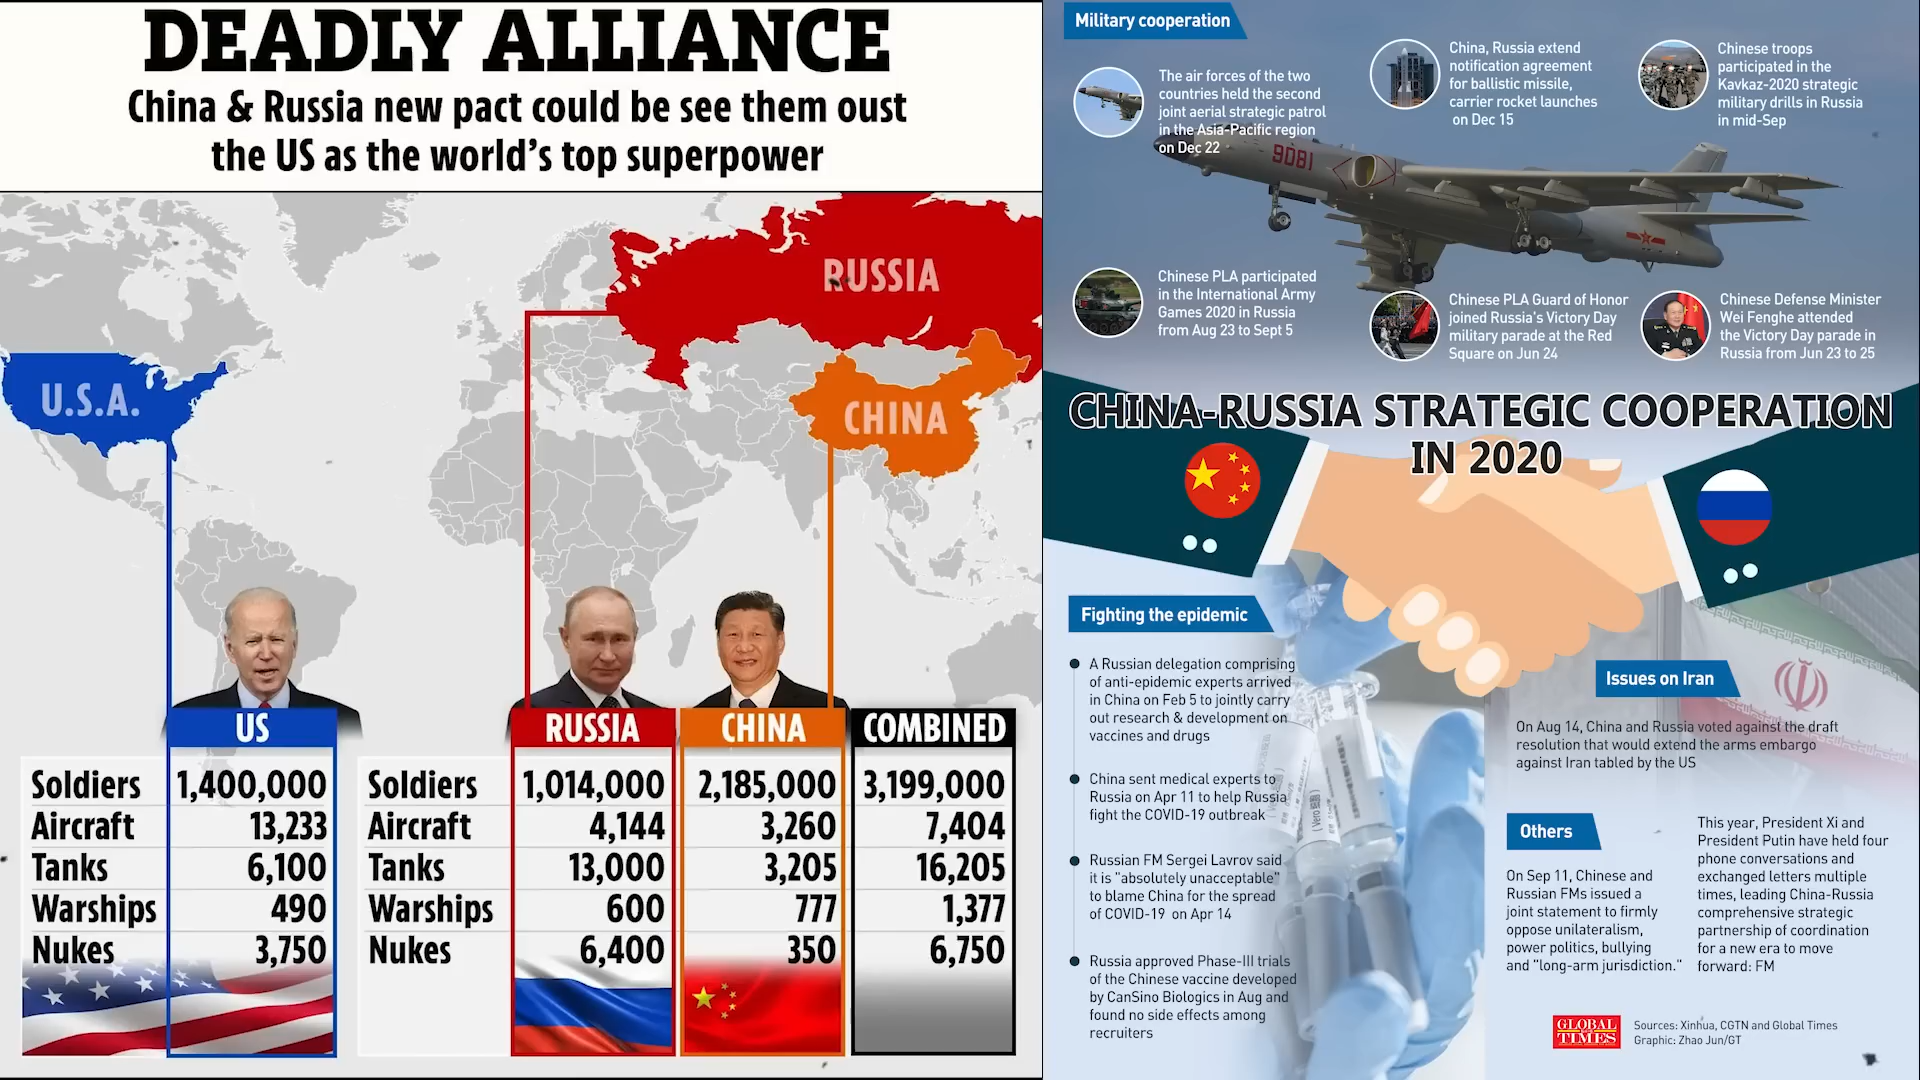 DEADLY ALLIANCE
China & Russia new pact could be see them oust
the US as the world's top superpower
RUSSIA
U.S.A.
CHINA
US
Soldiers 1,400,000
Aircraft 13,233
Tanks 6,100
Warships 490
Nukes 3,750
RUSSIA CHINA COMBINED
Soldiers 1,014,000 2,185,000 3,199,000
Aircraft 4,144 3,260 7,404
Tanks 13,000 3,205 16,205
Warships 600 777 1,377
Nukes 6,400 350 6,750
Military cooperation
The air forces of the two
countries held the second
joint aerial strategic patrol
in the Asia-Pacific region
on Dec 22
China, Russia extend
notification agreement
for ballistic missile,
carrier rocket launches
on Dec 15
Chinese troops
participated in the
Kavkaz-2020 strategic
military drills in Russia
in mid-Sep
9081
Chinese PLA participated
in the International Army
Games 2020 in Russia
from Aug 23 to Sept 5
Chinese PLA Guard of Honor
joined Russia's Victory Day
military parade at the Red
Square on Jun 24
Chinese Defense Minister
Wei Fenghe attended
the Victory Day parade in
Russia from Jun 23 to 25
CHINA-RUSSIA STRATEGIC COOPERATION
IN 2020
Fighting the epidemic
A Russian delegation comprising
of anti-epidemic experts arrived
in China on Feb 5 to jointly carry
out research & development on
vaccines and drugs
China sent medical experts to
Russia on Apr 11 to help Russia
fight the COVID-19 outbreak
Russian FM Sergei Lavrov said
it is "absolutely unacceptable"
to blame China for the spread
of COVID-19 on Apr 14
Russia approved Phase-III trials
of the Chinese vaccine developed
by CanSino Biologics in Aug and
found no side effects among
recruiters
Issues on Iran
On Aug 14, China and Russia voted against the draft
resolution that would extend the arms embargo
against Iran tabled by the US
Others
On Sep 11, Chinese and
Russian FMs issued a
joint statement to firmly
oppose unilateralism,
power politics, bullying
and "long-arm jurisdiction."
This year, President Xi and
President Putin have held four
phone conversations and
exchanged letters multiple
times, leading China-Russia
comprehensive strategic
partnership of coordination
for a new era to move
forward: FM
GLOBAL
TIMES
Sources: Xinhua, CGTN and Global Times
Graphic: Zhao Jun/GT